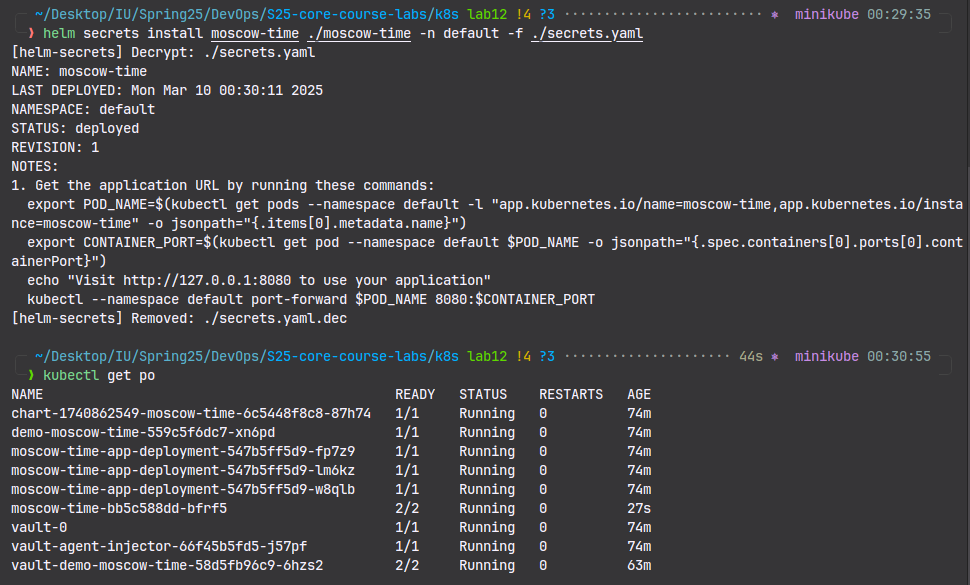 ~/Desktop/IU/Spring25/DevOps/S25-core-course-labs/k8s lab12 !4 ?3 ························ ⎈ minikube 00:29:35
❯ helm secrets install moscow-time ./moscow-time -n default -f ./secrets.yaml
[helm-secrets] Decrypt: ./secrets.yaml
NAME: moscow-time
LAST DEPLOYED: Mon Mar 10 00:30:11 2025
NAMESPACE: default
STATUS: deployed
REVISION: 1
NOTES:
1. Get the application URL by running these commands:
  export POD_NAME=$(kubectl get pods --namespace default -l "app.kubernetes.io/name=moscow-time,app.kubernetes.io/insta
nce=moscow-time" -o jsonpath="{.items[0].metadata.name}")
  export CONTAINER_PORT=$(kubectl get pod --namespace default $POD_NAME -o jsonpath="{.spec.containers[0].ports[0].cont
ainerPort}")
  echo "Visit http://127.0.0.1:8080 to use your application"
  kubectl --namespace default port-forward $POD_NAME 8080:$CONTAINER_PORT
[helm-secrets] Removed: ./secrets.yaml.dec
~/Desktop/IU/Spring25/DevOps/S25-core-course-labs/k8s lab12 !4 ?3 ····················· 44s ⎈ minikube 00:30:55
❯ kubectl get po
NAME READY STATUS RESTARTS AGE
chart-1740862549-moscow-time-6c5448f8c8-87h74 1/1 Running 0 74m
demo-moscow-time-559c5f6dc7-xn6pd 1/1 Running 0 74m
moscow-time-app-deployment-547b5ff5d9-fp7z9 1/1 Running 0 74m
moscow-time-app-deployment-547b5ff5d9-lm6kz 1/1 Running 0 74m
moscow-time-app-deployment-547b5ff5d9-w8qlb 1/1 Running 0 74m
moscow-time-bb5c588dd-bfrf5 2/2 Running 0 27s
vault-0 1/1 Running 0 74m
vault-agent-injector-66f45b5fd5-j57pf 1/1 Running 0 74m
vault-demo-moscow-time-58d5fb96c9-6hzs2 2/2 Running 0 63m